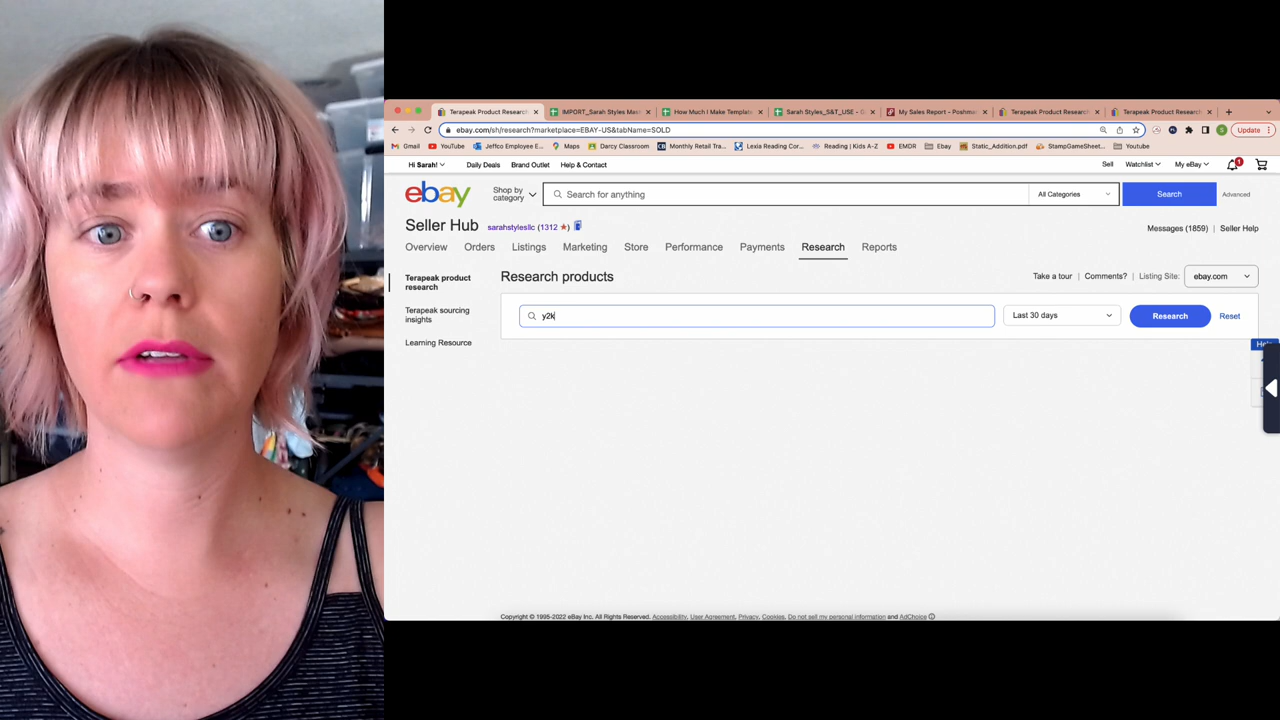 Terapeak Product Research
IMPORT_Sarah Styles Mas
How Much I Make Template
Sarah Styles_S&T_USE - G
My Sales Report - Poshm
Terapeak Product Research
Terapeak Product Research
ebay.com/sh/research?marketplace=EBAY-US&tabName=SOLD
Update
Gmail
YouTube
Jeffco Employee E...
Maps
Darcy Classroom
Monthly Retail Tra...
Lexia Reading Cor...
Reading | Kids A-Z
EMDR
Ebay
Static_Addition.pdf
StampGameSheet...
Youtube
Hi Sarah!
Daily Deals
Brand Outlet
Help & Contact
Sell
Watchlist
My eBay
1
ebay
Shop by
category
Search for anything
All Categories
Search
Advanced
Seller Hub
sarahstylesllc (1312 ★)
Messages (1859)
Seller Help
Overview
Orders
Listings
Marketing
Store
Performance
Payments
Research
Reports
Terapeak product
research
Terapeak sourcing
insights
Learning Resource
Research products
Take a tour
Comments?
Listing Site:
ebay.com
y2k
Last 30 days
Research
Reset
Copyright © 1995-2022 eBay Inc. All Rights Reserved. Accessibility, User Agreement, Privacy, Cookies, Do not sell my personal information and AdChoice